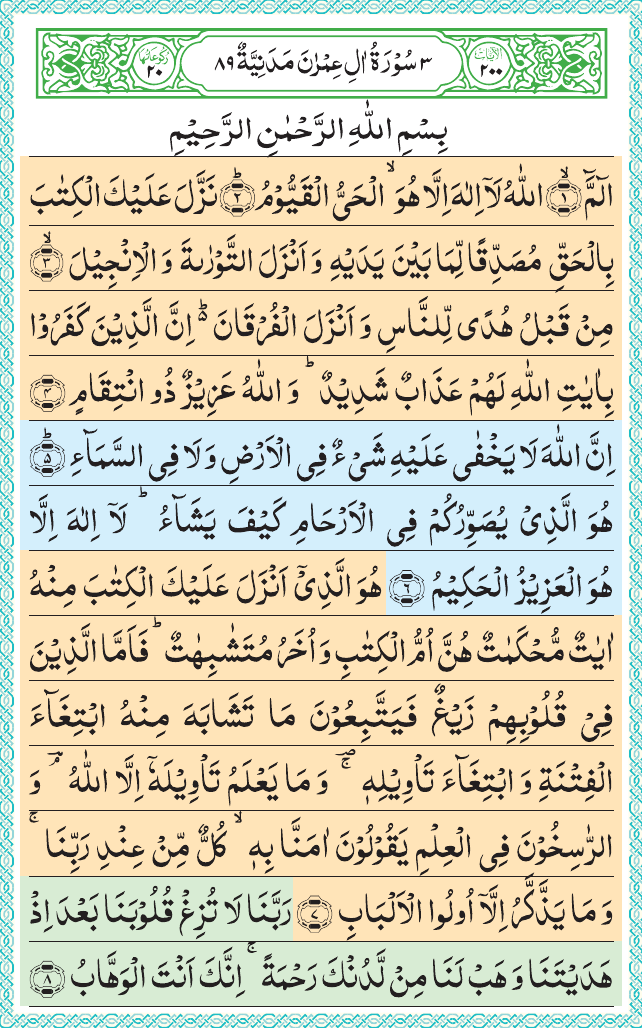 اٰيَاتُهَا ٢٠٠ ٣ سُوْرَةُ اٰلِ عِمْرٰنَ مَدَنِيَّةٌ ٨٩ رُكُوْعَاتُهَا ٢٠
بِسْمِ اللّٰهِ الرَّحْمٰنِ الرَّحِيْمِ
الٓمّٓ ۙ﴿١﴾ اللّٰهُ لَاۤ اِلٰهَ اِلَّا هُوَ ۙ الْحَىُّ الْقَيُّوْمُ ؕ﴿٢﴾ نَزَّلَ عَلَيْكَ الْكِتٰبَ
بِالْحَقِّ مُصَدِّقًا لِّمَا بَيْنَ يَدَيْهِ وَ اَنْزَلَ التَّوْرٰىةَ وَ الْاِنْجِيْلَ ۙ﴿٣﴾
مِنْ قَبْلُ هُدًى لِّلنَّاسِ وَ اَنْزَلَ الْفُرْقَانَ ؕ۬ اِنَّ الَّذِيْنَ كَفَرُوْا
بِاٰيٰتِ اللّٰهِ لَهُمْ عَذَابٌ شَدِيْدٌ ؕ وَ اللّٰهُ عَزِيْزٌ ذُو انْتِقَامٍ ﴿٤﴾
اِنَّ اللّٰهَ لَا يَخْفٰى عَلَيْهِ شَىْءٌ فِى الْاَرْضِ وَلَا فِى السَّمَآءِ ؕ﴿٥﴾
هُوَ الَّذِىْ يُصَوِّرُكُمْ فِى الْاَرْحَامِ كَيْفَ يَشَآءُ ؕ لَاۤ اِلٰهَ اِلَّا
هُوَ الْعَزِيْزُ الْحَكِيْمُ ﴿٦﴾ هُوَ الَّذِىْۤ اَنْزَلَ عَلَيْكَ الْكِتٰبَ مِنْهُ
اٰيٰتٌ مُّحْكَمٰتٌ هُنَّ اُمُّ الْكِتٰبِ وَ اُخَرُ مُتَشٰبِهٰتٌ ؕ فَاَمَّا الَّذِيْنَ
فِىْ قُلُوْبِهِمْ زَيْغٌ فَيَتَّبِعُوْنَ مَا تَشَابَهَ مِنْهُ ابْتِغَآءَ
الْفِتْنَةِ وَ ابْتِغَآءَ تَاْوِيْلِهٖ ۚؔ وَ مَا يَعْلَمُ تَاْوِيْلَهٗۤ اِلَّا اللّٰهُ ۘؔ وَ
الرّٰسِخُوْنَ فِى الْعِلْمِ يَقُوْلُوْنَ اٰمَنَّا بِهٖ ۙ كُلٌّ مِّنْ عِنْدِ رَبِّنَا ۚ
وَ مَا يَذَّكَّرُ اِلَّاۤ اُولُوا الْاَلْبَابِ ﴿٧﴾ رَبَّنَا لَا تُزِغْ قُلُوْبَنَا بَعْدَ اِذْ
هَدَيْتَنَا وَ هَبْ لَنَا مِنْ لَّدُنْكَ رَحْمَةً ۚ اِنَّكَ اَنْتَ الْوَهَّابُ ﴿٨﴾